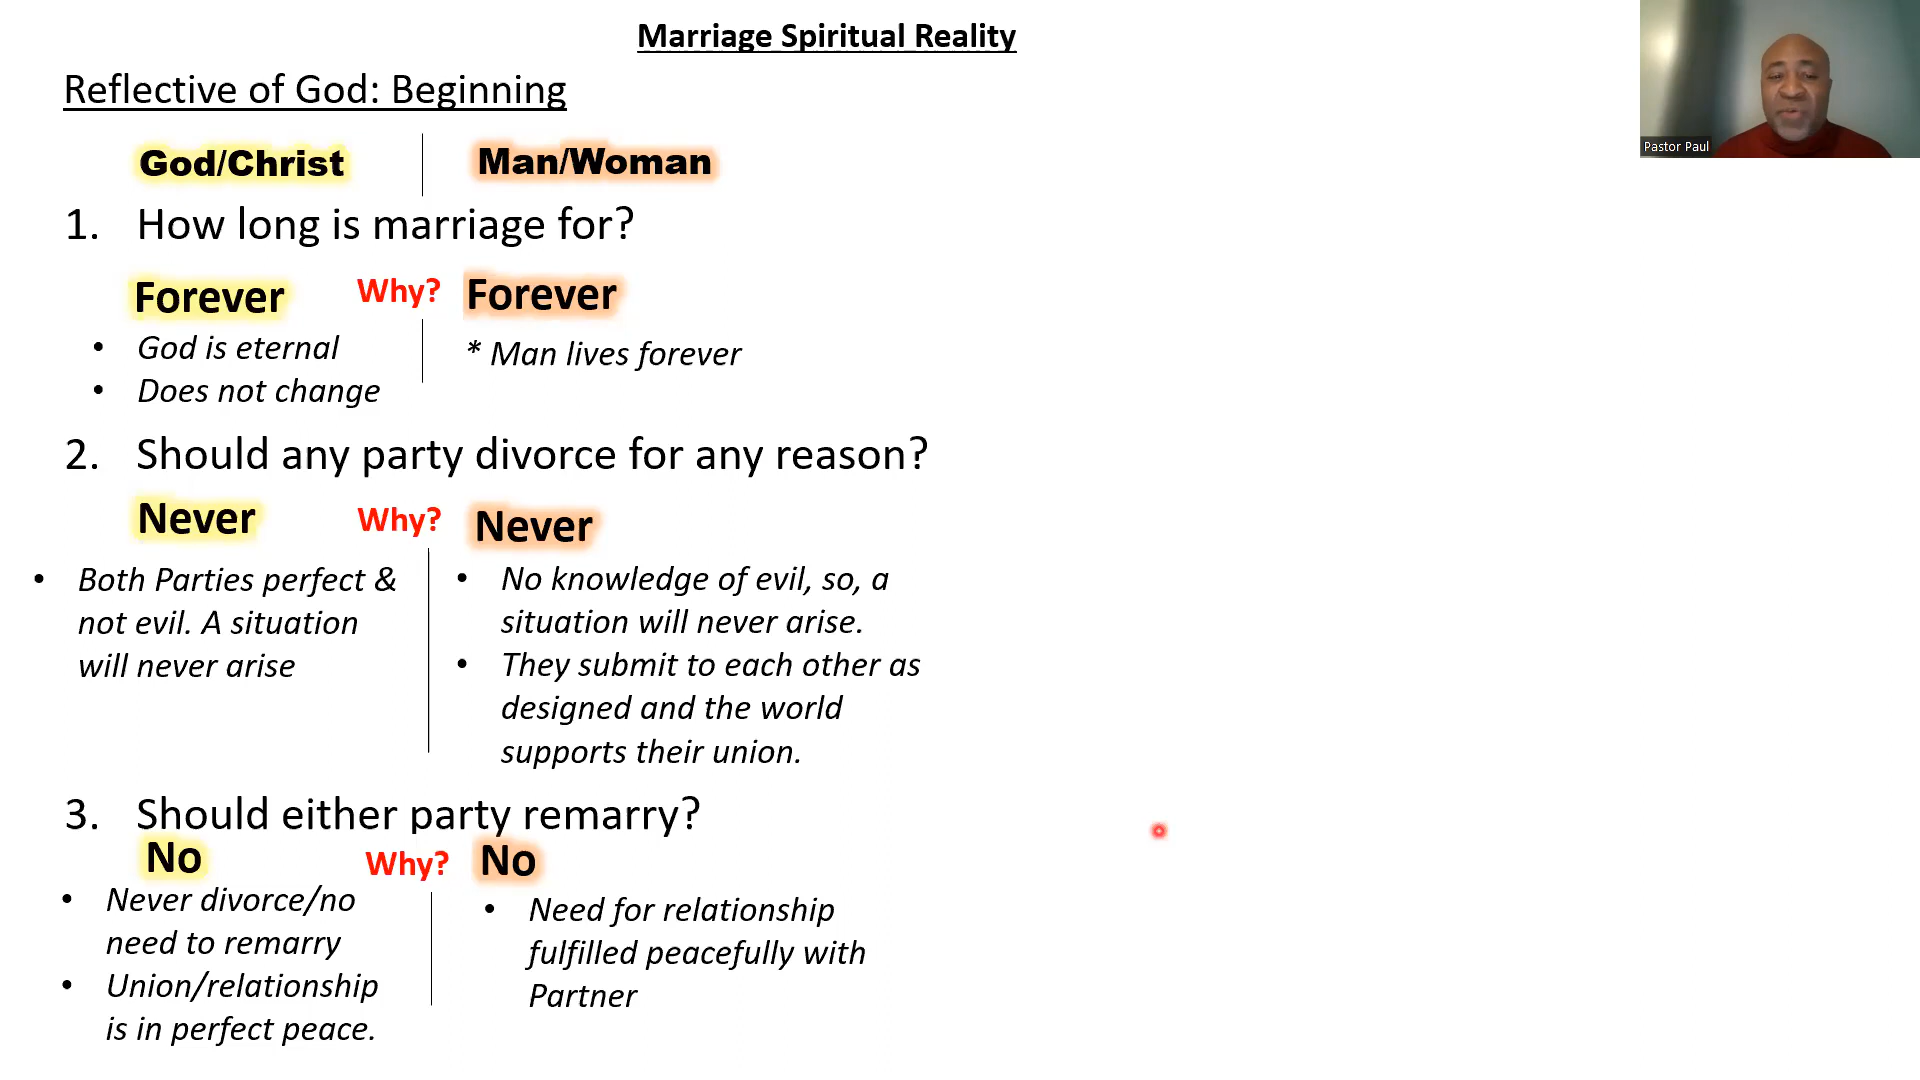 Marriage Spiritual Reality
Pastor Paul
Reflective of God: Beginning
God/Christ
Man/Woman
1. How long is marriage for?
Forever
Why?
Forever
• God is eternal
• Does not change
* Man lives forever
2. Should any party divorce for any reason?
Never
Why?
Never
• Both Parties perfect &
not evil. A situation
will never arise
• No knowledge of evil, so, a
situation will never arise.
• They submit to each other as
designed and the world
supports their union.
3. Should either party remarry?
No
Why?
No
• Never divorce/no
need to remarry
• Union/relationship
is in perfect peace.
• Need for relationship
fulfilled peacefully with
Partner